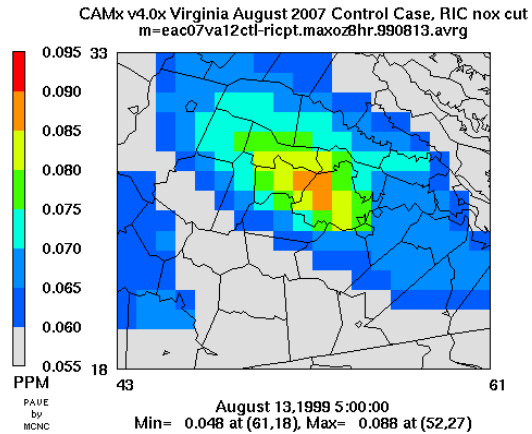 CAMx v4.0x Virginia August 2007 Control Case, RIC nox cut
m=eac07va12ctl-ricpt.maxoz8hr.990813.avrg
0.095
0.090
0.085
0.080
0.075
0.070
0.065
0.060
0.055
PPM
PAVE
by
MCNC
33
18
43
61
August 13,1999 5:00:00
Min= 0.048 at (61,18), Max= 0.088 at (52,27)